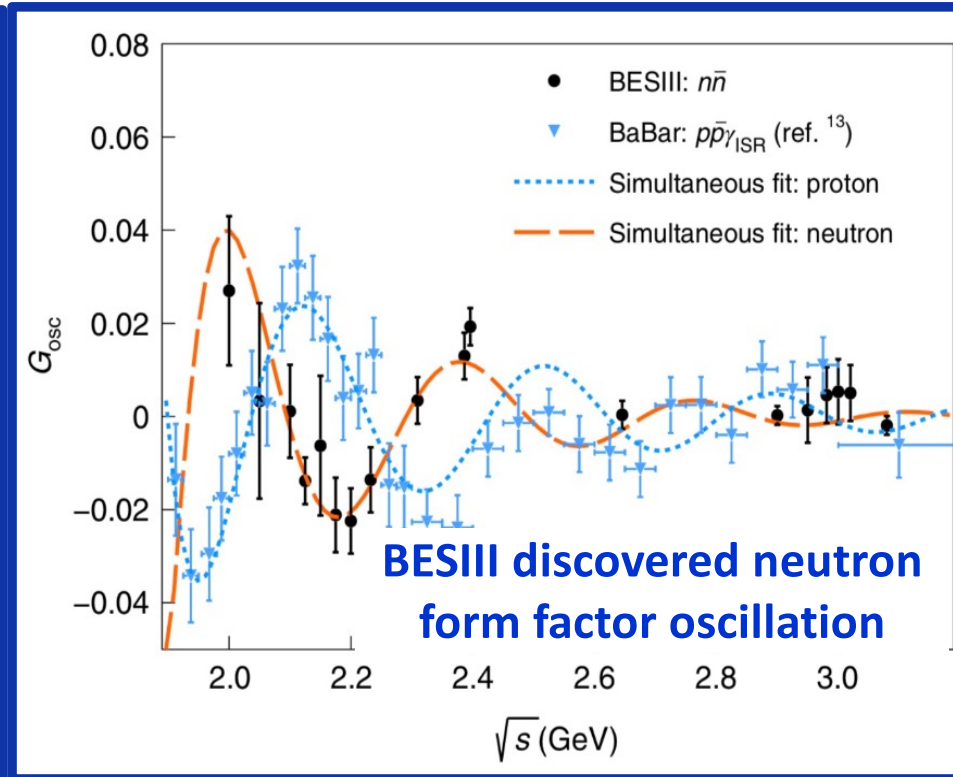 0.08
0.06
0.04
0.02
0
−0.02
−0.04
G_osc
BESIII: nn̄
BaBar: pp̄γ_ISR (ref. ¹³)
Simultaneous fit: proton
Simultaneous fit: neutron
BESIII discovered neutron
form factor oscillation
2.0 2.2 2.4 2.6 2.8 3.0
√s (GeV)